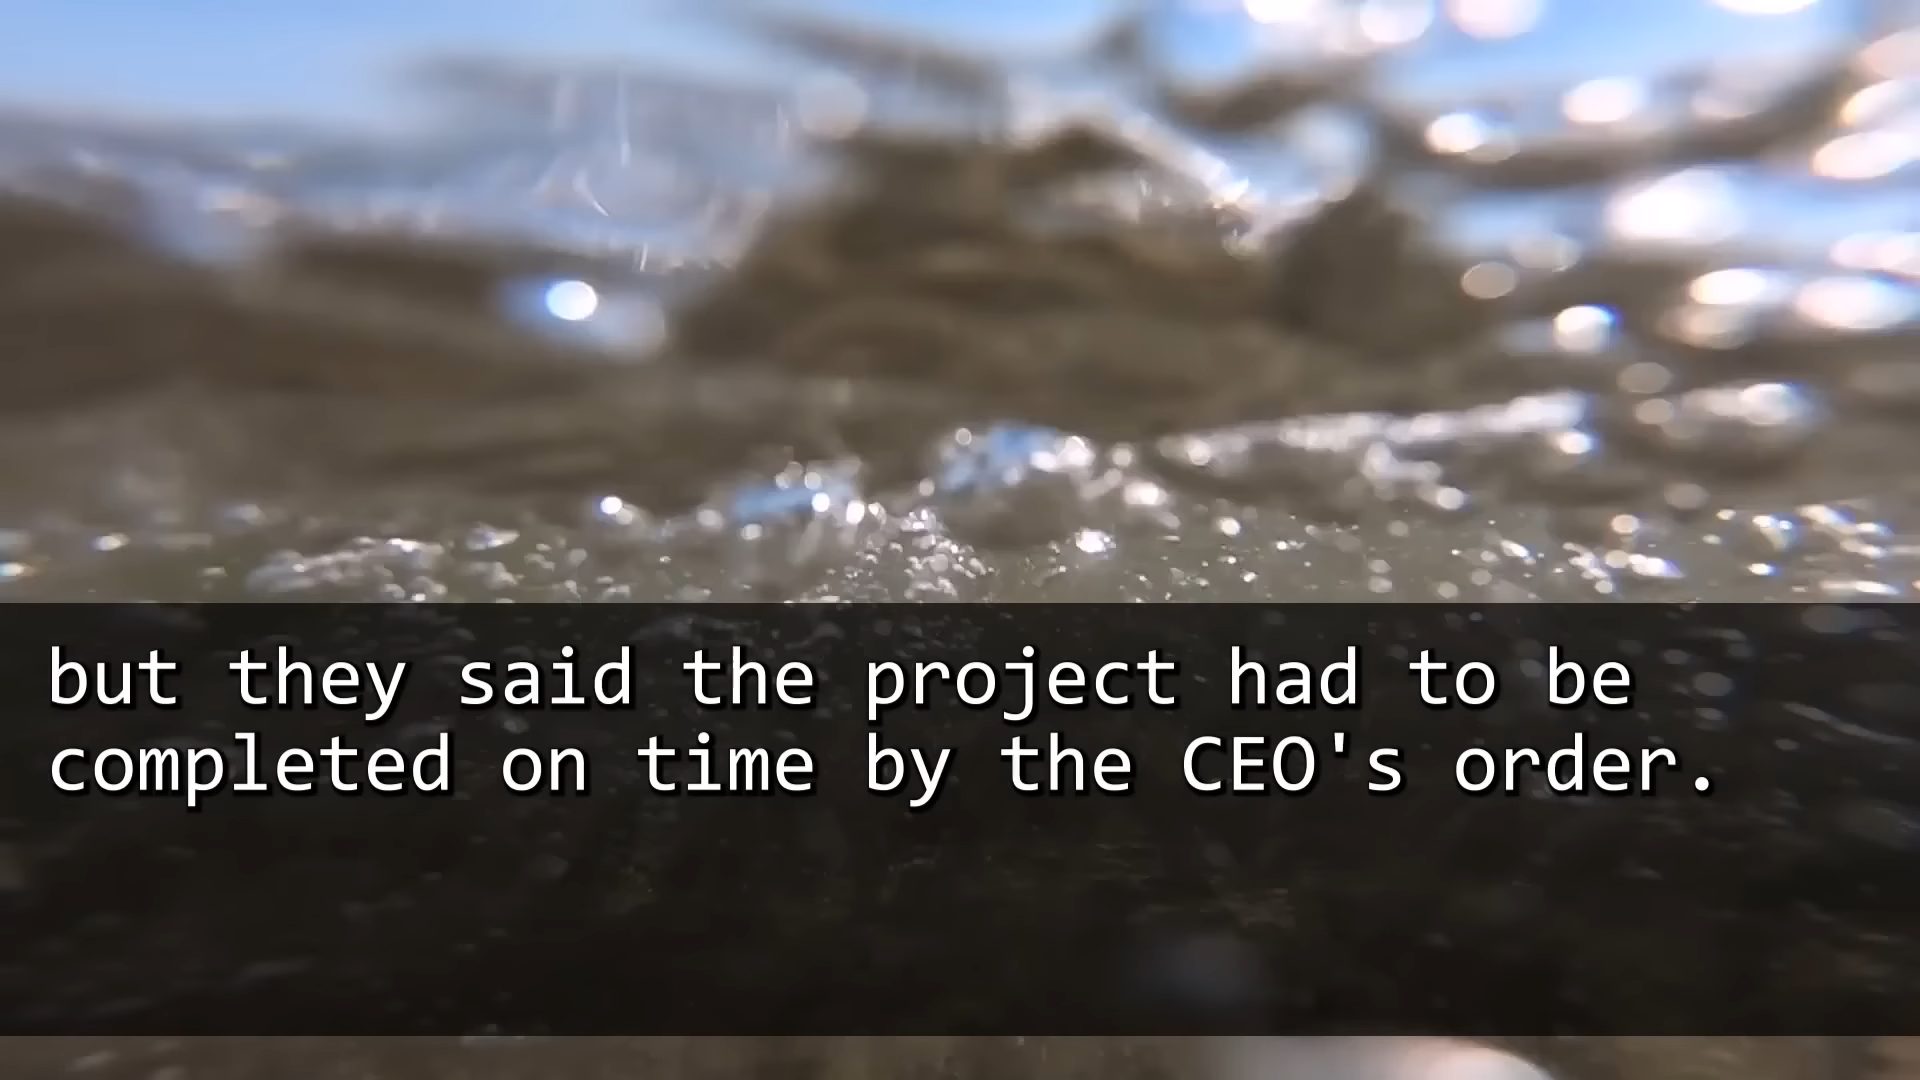 but they said the project had to be
completed on time by the CEO's order.